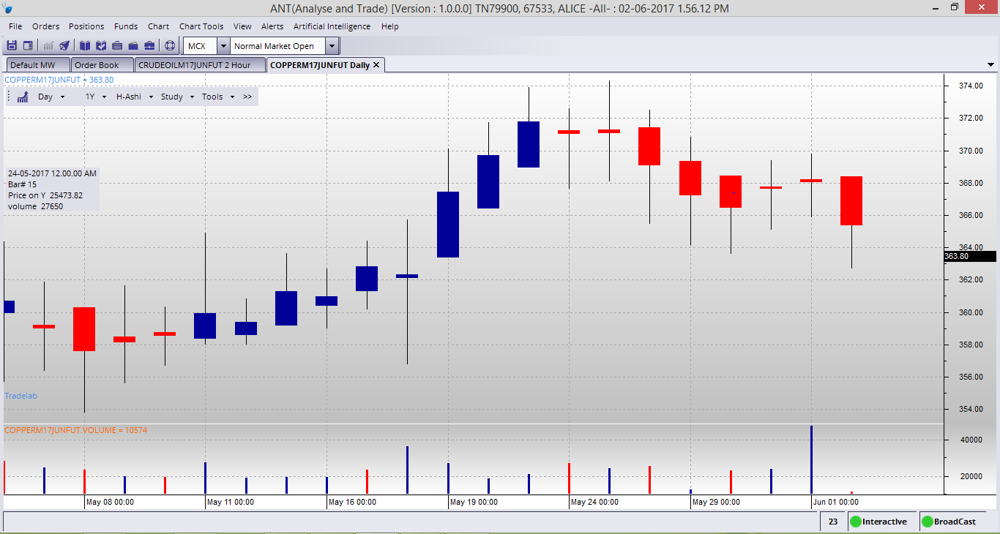 ANT(Analyse and Trade) [Version : 1.0.0.0] TN79900, 67533, ALICE -All- : 02-06-2017 1.56.12 PM
File Orders Positions Funds Chart Chart Tools View Alerts Artificial Intelligence Help
MCX Normal Market Open
Default MW Order Book CRUDEOILM17JUNFUT 2 Hour COPPERM17JUNFUT Daily
COPPERM17JUNFUT = 363.80
Day 1Y H-Ashi Study Tools >>
24-05-2017 12.00.00 AM
Bar# 15
Price on Y 25473.82
volume 27650
374.00
372.00
370.00
368.00
366.00
364.00
363.80
362.00
360.00
358.00
356.00
354.00
Tradelab
COPPERM17JUNFUT.VOLUME = 10574
40000
20000
May 08 00:00 May 11 00:00 May 16 00:00 May 19 00:00 May 24 00:00 May 29 00:00 Jun 01 00:00
23 Interactive BroadCast